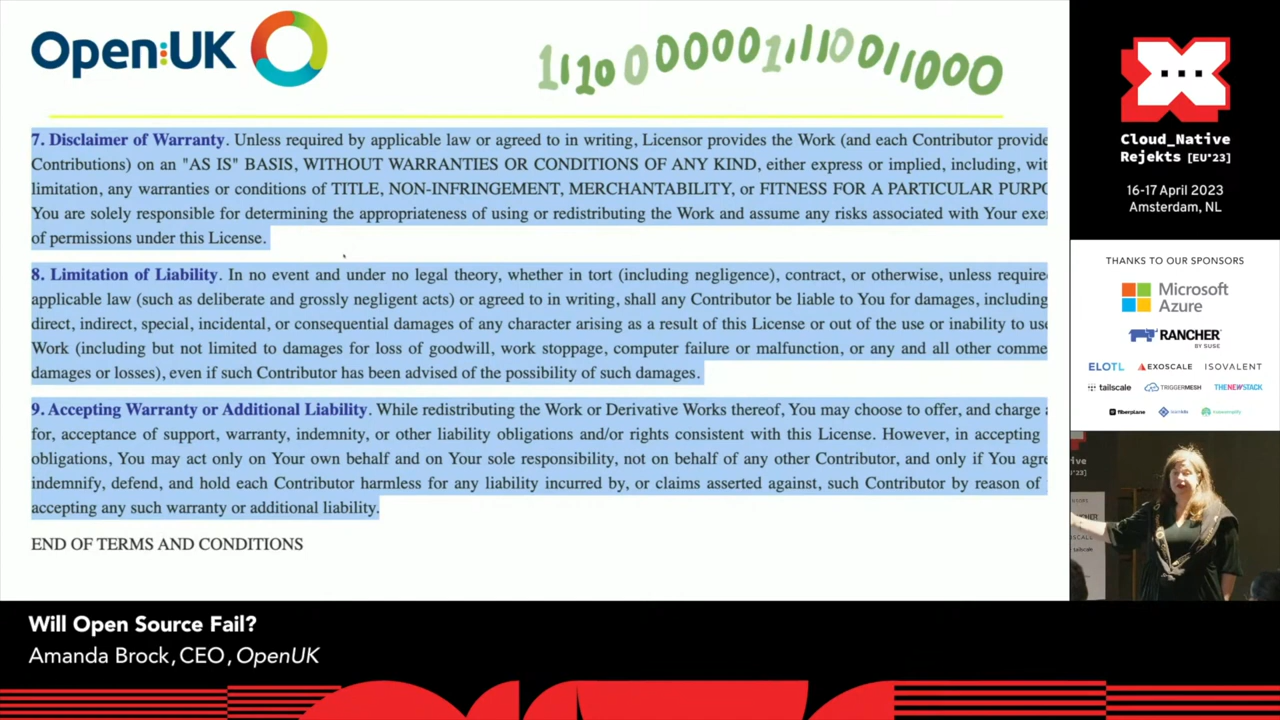 Open:UK
1110 000001111100111000
7. Disclaimer of Warranty. Unless required by applicable law or agreed to in writing, Licensor provides the Work (and each Contributor provide
Contributions) on an "AS IS" BASIS, WITHOUT WARRANTIES OR CONDITIONS OF ANY KIND, either express or implied, including, wit
limitation, any warranties or conditions of TITLE, NON-INFRINGEMENT, MERCHANTABILITY, or FITNESS FOR A PARTICULAR PURPO
You are solely responsible for determining the appropriateness of using or redistributing the Work and assume any risks associated with Your exe
of permissions under this License.
8. Limitation of Liability. In no event and under no legal theory, whether in tort (including negligence), contract, or otherwise, unless require
applicable law (such as deliberate and grossly negligent acts) or agreed to in writing, shall any Contributor be liable to You for damages, including
direct, indirect, special, incidental, or consequential damages of any character arising as a result of this License or out of the use or inability to use
Work (including but not limited to damages for loss of goodwill, work stoppage, computer failure or malfunction, or any and all other comme
damages or losses), even if such Contributor has been advised of the possibility of such damages.
9. Accepting Warranty or Additional Liability. While redistributing the Work or Derivative Works thereof, You may choose to offer, and charge
for, acceptance of support, warranty, indemnity, or other liability obligations and/or rights consistent with this License. However, in accepting
obligations, You may act only on Your own behalf and on Your sole responsibility, not on behalf of any other Contributor, and only if You agre
indemnify, defend, and hold each Contributor harmless for any liability incurred by, or claims asserted against, such Contributor by reason of
accepting any such warranty or additional liability.
END OF TERMS AND CONDITIONS
Cloud_Native
Rejekts [EU'23]
16-17 April 2023
Amsterdam, NL
THANKS TO OUR SPONSORS
Microsoft
Azure
RANCHER
BY SUSE
ELOTL EXOSCALE ISOVALENT
tailscale TRIGGERMESH THENEWSTACK
fiberplane
Will Open Source Fail?
Amanda Brock, CEO, OpenUK